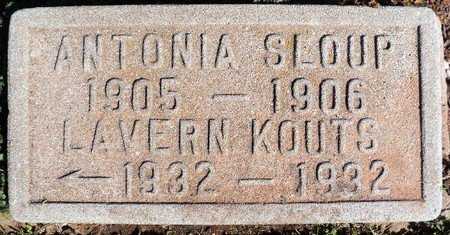 ANTONIA SLOUP
1905 — 1906
LAVERN KOUTS
1932 — 1932